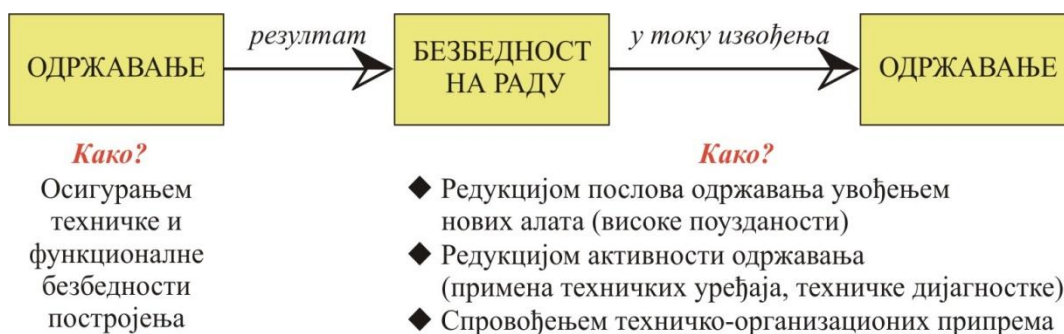 ОДРЖАВАЊЕ
резултат
БЕЗБЕДНОСТ
НА РАДУ
у току извођења
ОДРЖАВАЊЕ
Како?
Осигурањем
техничке и
функционалне
безбедности
постројења
Како?
◆ Редукцијом послова одржавања увођењем
нових алата (високе поузданости)
◆ Редукцијом активности одржавања
(примена техничких уређаја, техничке дијагностке)
◆ Спровођењем техничко-организационих припрема